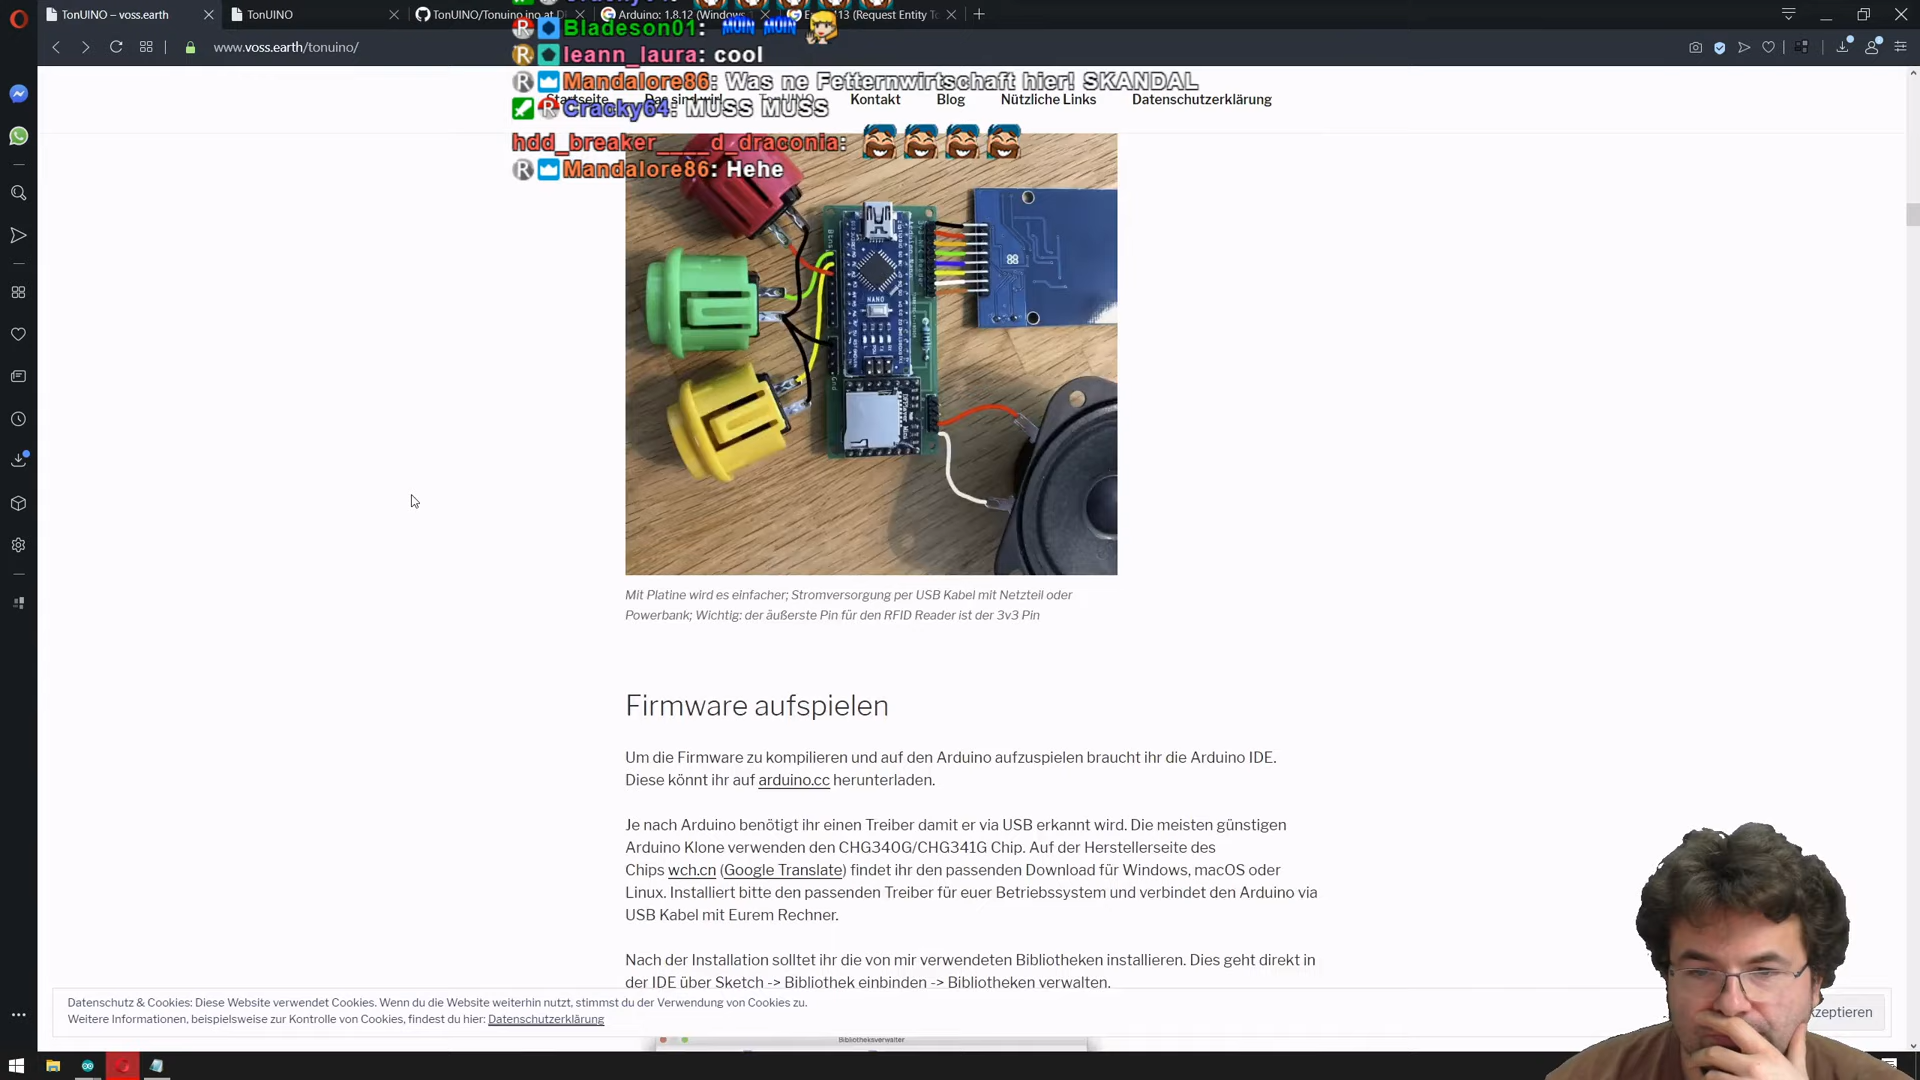 TonUINO – voss.earth
TonUINO
TonUINO/Tonuino.ino at D
Arduino: 1.8.12 (Windows
13 (Request Entity T
www.voss.earth/tonuino/
Bladeson01:
leann_laura: cool
Mandalore86: Was ne Fetternwirtschaft hier! SKANDAL
Startseite Das sind wir TonUINO Kontakt Blog Nützliche Links Datenschutzerklärung
Cracky64: MUSS MUSS
hdd_breaker____d_draconia:
Mandalore86: Hehe
NANO
Mit Platine wird es einfacher; Stromversorgung per USB Kabel mit Netzteil oder
Powerbank; Wichtig: der äußerste Pin für den RFID Reader ist der 3v3 Pin
Firmware aufspielen
Um die Firmware zu kompilieren und auf den Arduino aufzuspielen braucht ihr die Arduino IDE.
Diese könnt ihr auf arduino.cc herunterladen.
Je nach Arduino benötigt ihr einen Treiber damit er via USB erkannt wird. Die meisten günstigen
Arduino Klone verwenden den CHG340G/CHG341G Chip. Auf der Herstellerseite des
Chips wch.cn (Google Translate) findet ihr den passenden Download für Windows, macOS oder
Linux. Installiert bitte den passenden Treiber für euer Betriebssystem und verbindet den Arduino via
USB Kabel mit Eurem Rechner.
Nach der Installation solltet ihr die von mir verwendeten Bibliotheken installieren. Dies geht direkt in
der IDE über Sketch -> Bibliothek einbinden -> Bibliotheken verwalten.
Datenschutz & Cookies: Diese Website verwendet Cookies. Wenn du die Website weiterhin nutzt, stimmst du der Verwendung von Cookies zu.
Weitere Informationen, beispielsweise zur Kontrolle von Cookies, findest du hier: Datenschutzerklärung
kzeptieren
Bibliotheksverwalter